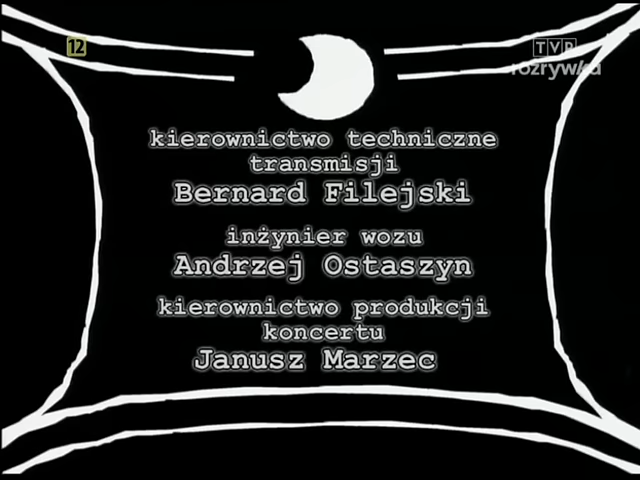 12
TVP
rozrywka
kierownictwo techniczne
transmisji
Bernard Filejski
inżynier wozu
Andrzej Ostaszyn
kierownictwo produkcji
koncertu
Janusz Marzec